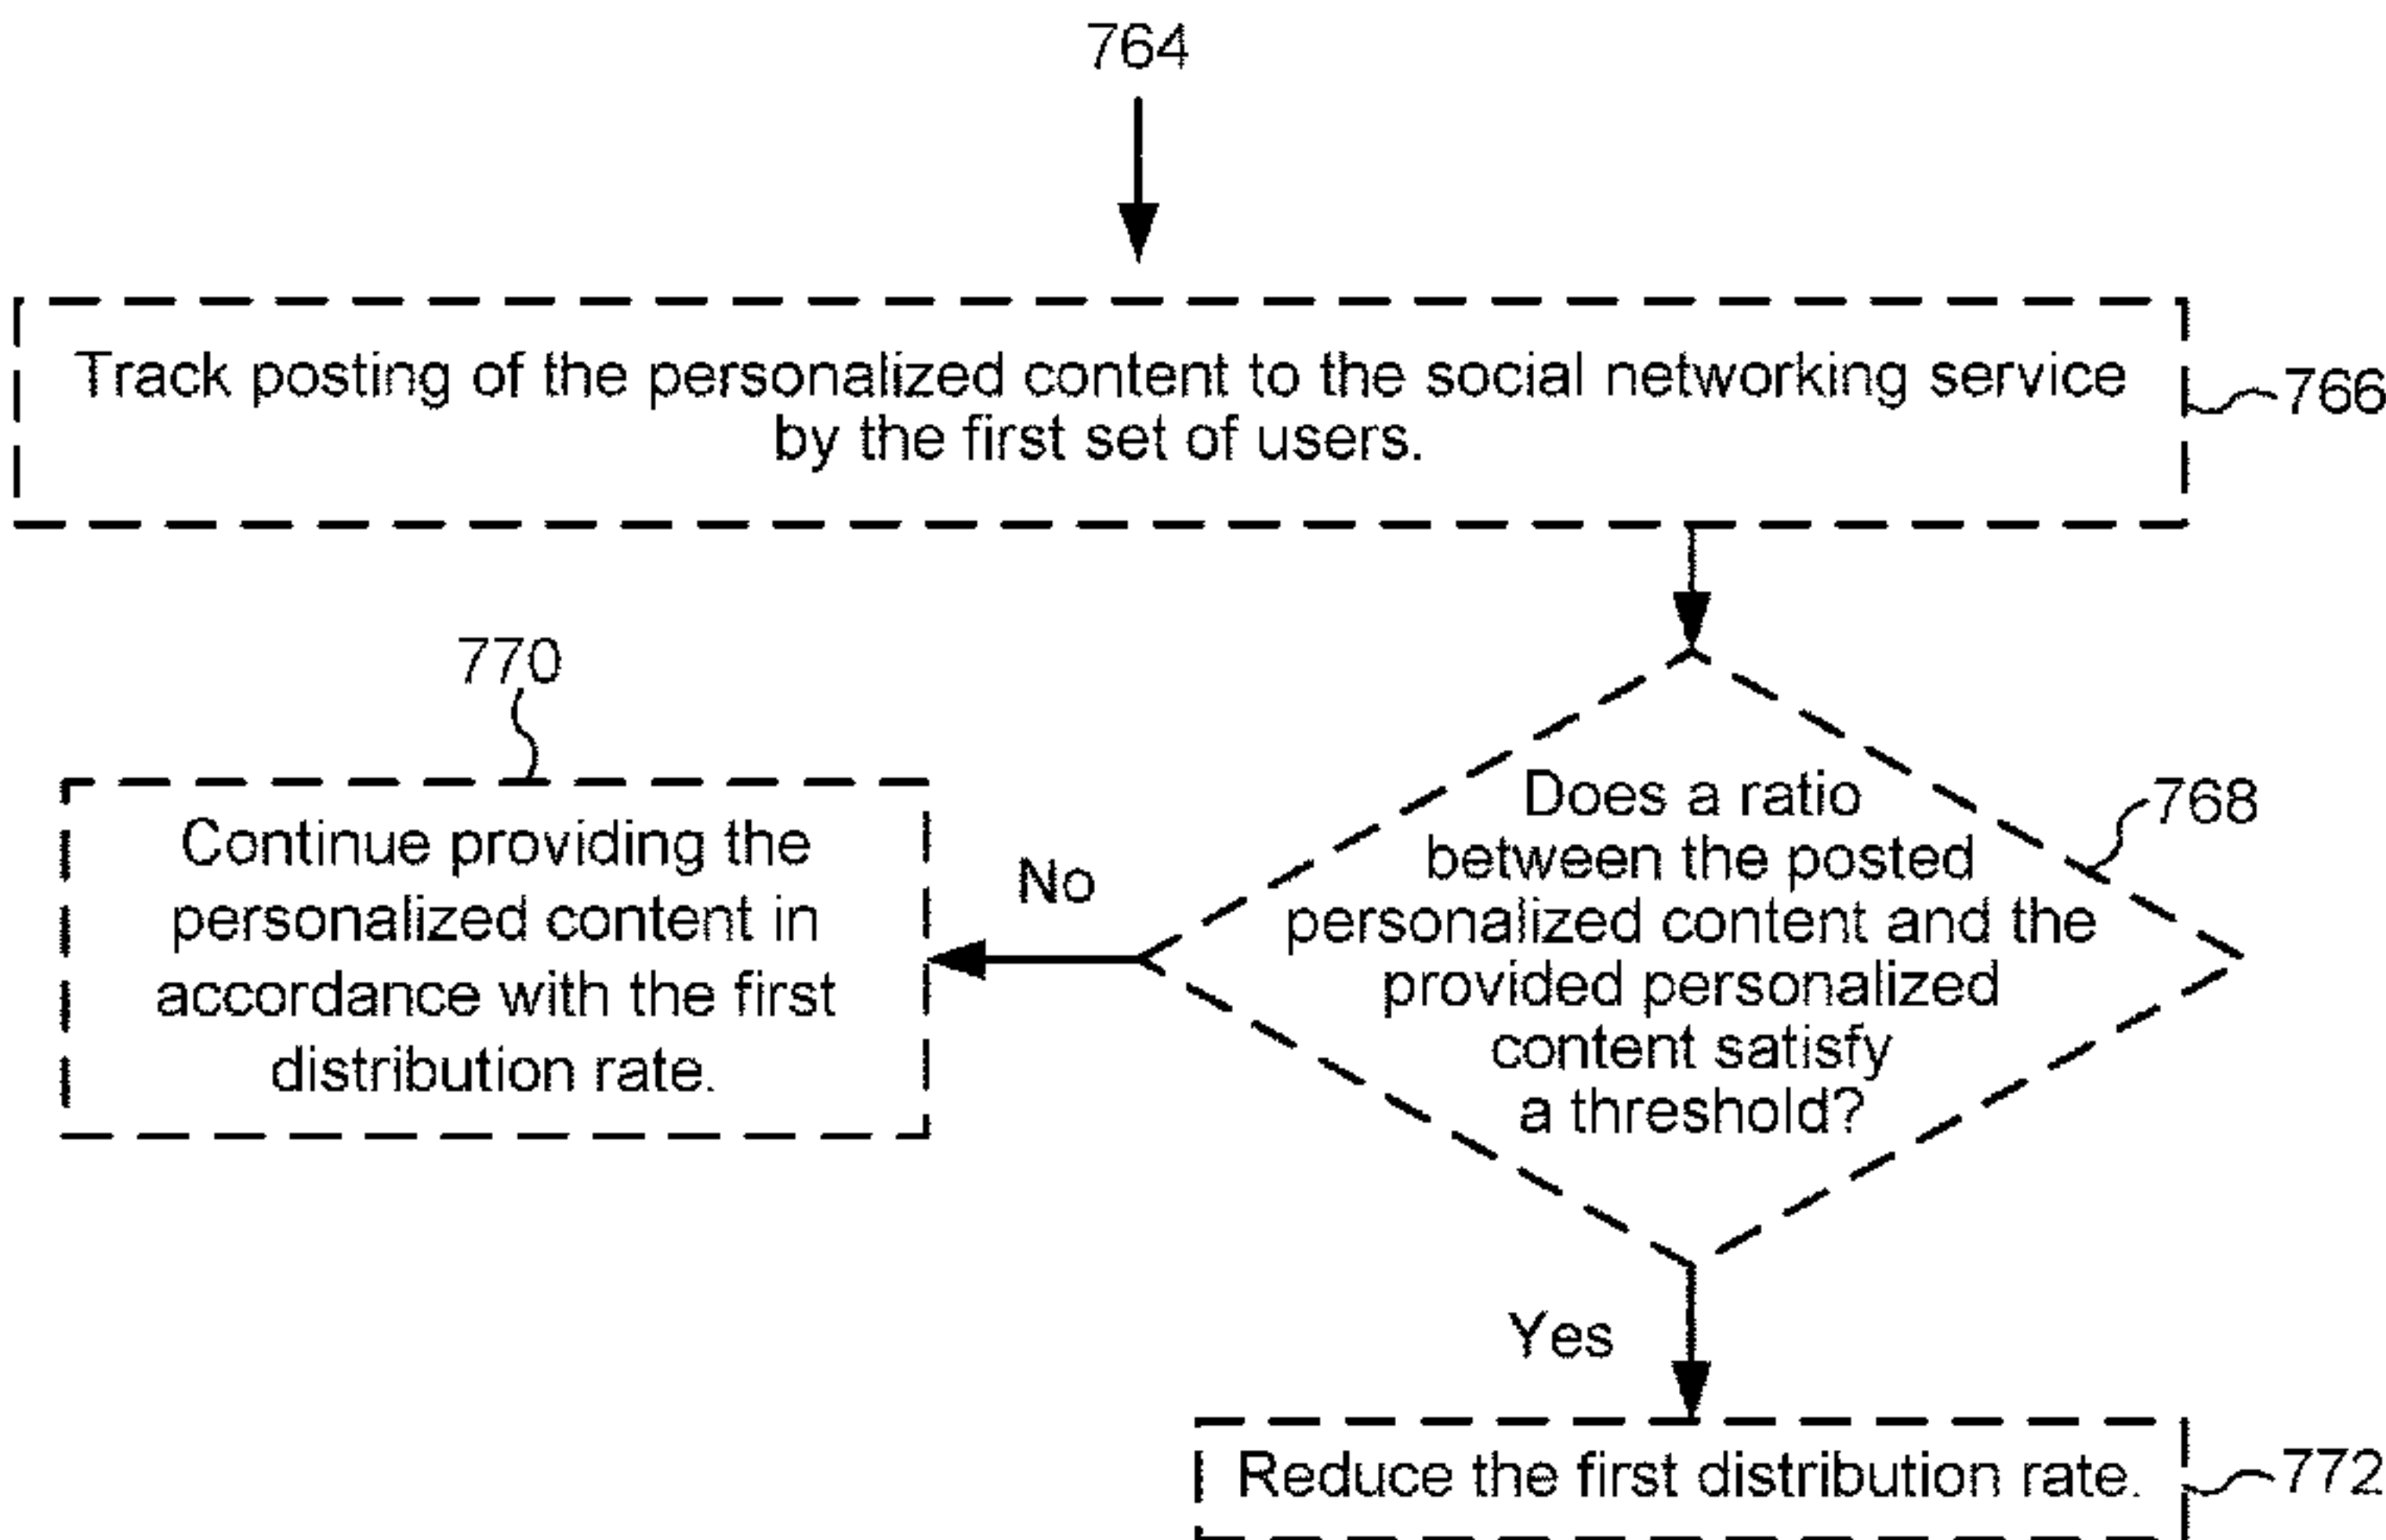 764
Track posting of the personalized content to the social networking service
by the first set of users.
766
770
Continue providing the
personalized content in
accordance with the first
distribution rate.
No
Does a ratio
between the posted
personalized content and the
provided personalized
content satisfy
a threshold?
768
Yes
Reduce the first distribution rate.
772